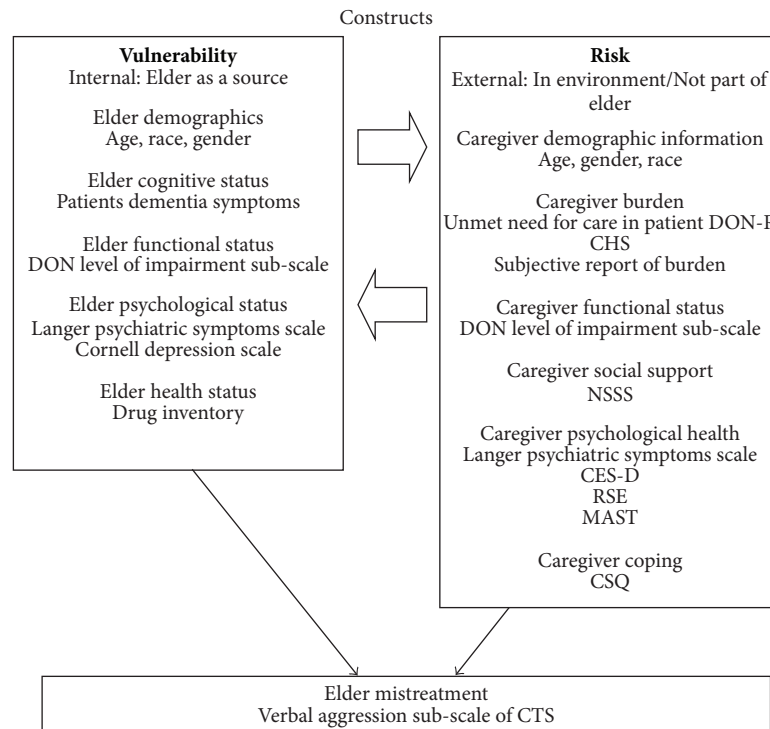 Constructs
Vulnerability
Internal: Elder as a source
Elder demographics
Age, race, gender
Elder cognitive status
Patients dementia symptoms
Elder functional status
DON level of impairment sub-scale
Elder psychological status
Langer psychiatric symptoms scale
Cornell depression scale
Elder health status
Drug inventory
Risk
External: In environment/Not part of
elder
Caregiver demographic information
Age, gender, race
Caregiver burden
Unmet need for care in patient
CHS
Subjective report of burden
Caregiver functional status
DON level of impairment sub-scale
Caregiver social support
NSSS
Caregiver psychological health
Langer psychiatric symptoms scale
CES-D
RSE
MAST
Caregiver coping
CSQ
Elder mistreatment
Verbal aggression sub-scale of CTS